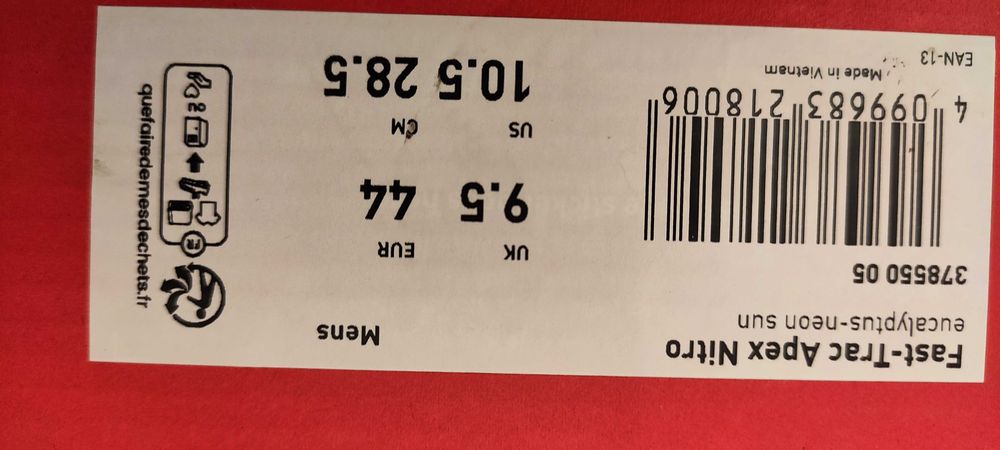 Fast-Trac Apex Nitro
eucalyptus-neon sun
Mens
378550 05
UK EUR
9.5 44
US CM
10.5 28.5
4 099683 218006
Made in Vietnam
EAN-13
FR
quefairedemesdechets.fr